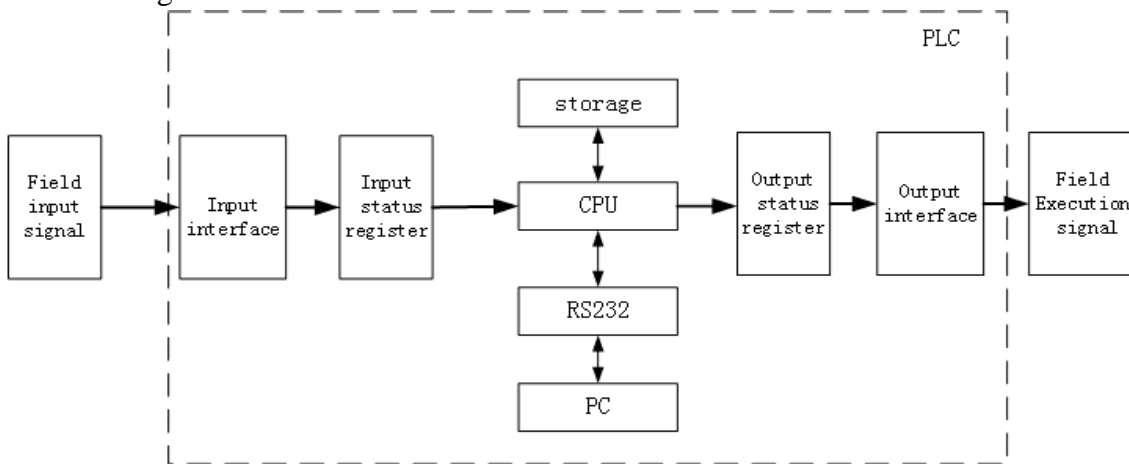 PLC
storage
Field
input
signal
Input
interface
Input
status
register
CPU
Output
status
register
Output
interface
Field
Execution
signal
RS232
PC